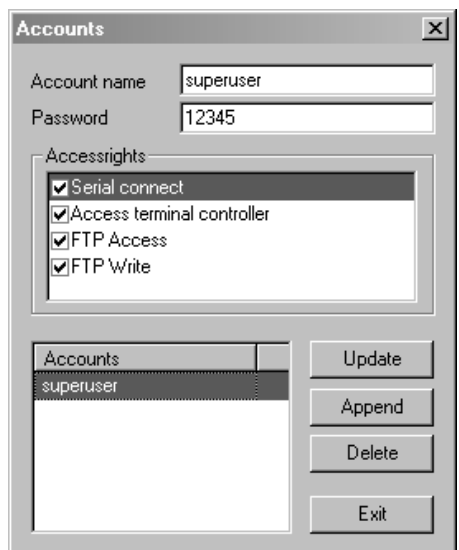 Accounts
Account name superuser
Password 12345
Accessrights
Serial connect
Access terminal controller
FTP Access
FTP Write
Accounts
superuser
Update
Append
Delete
Exit